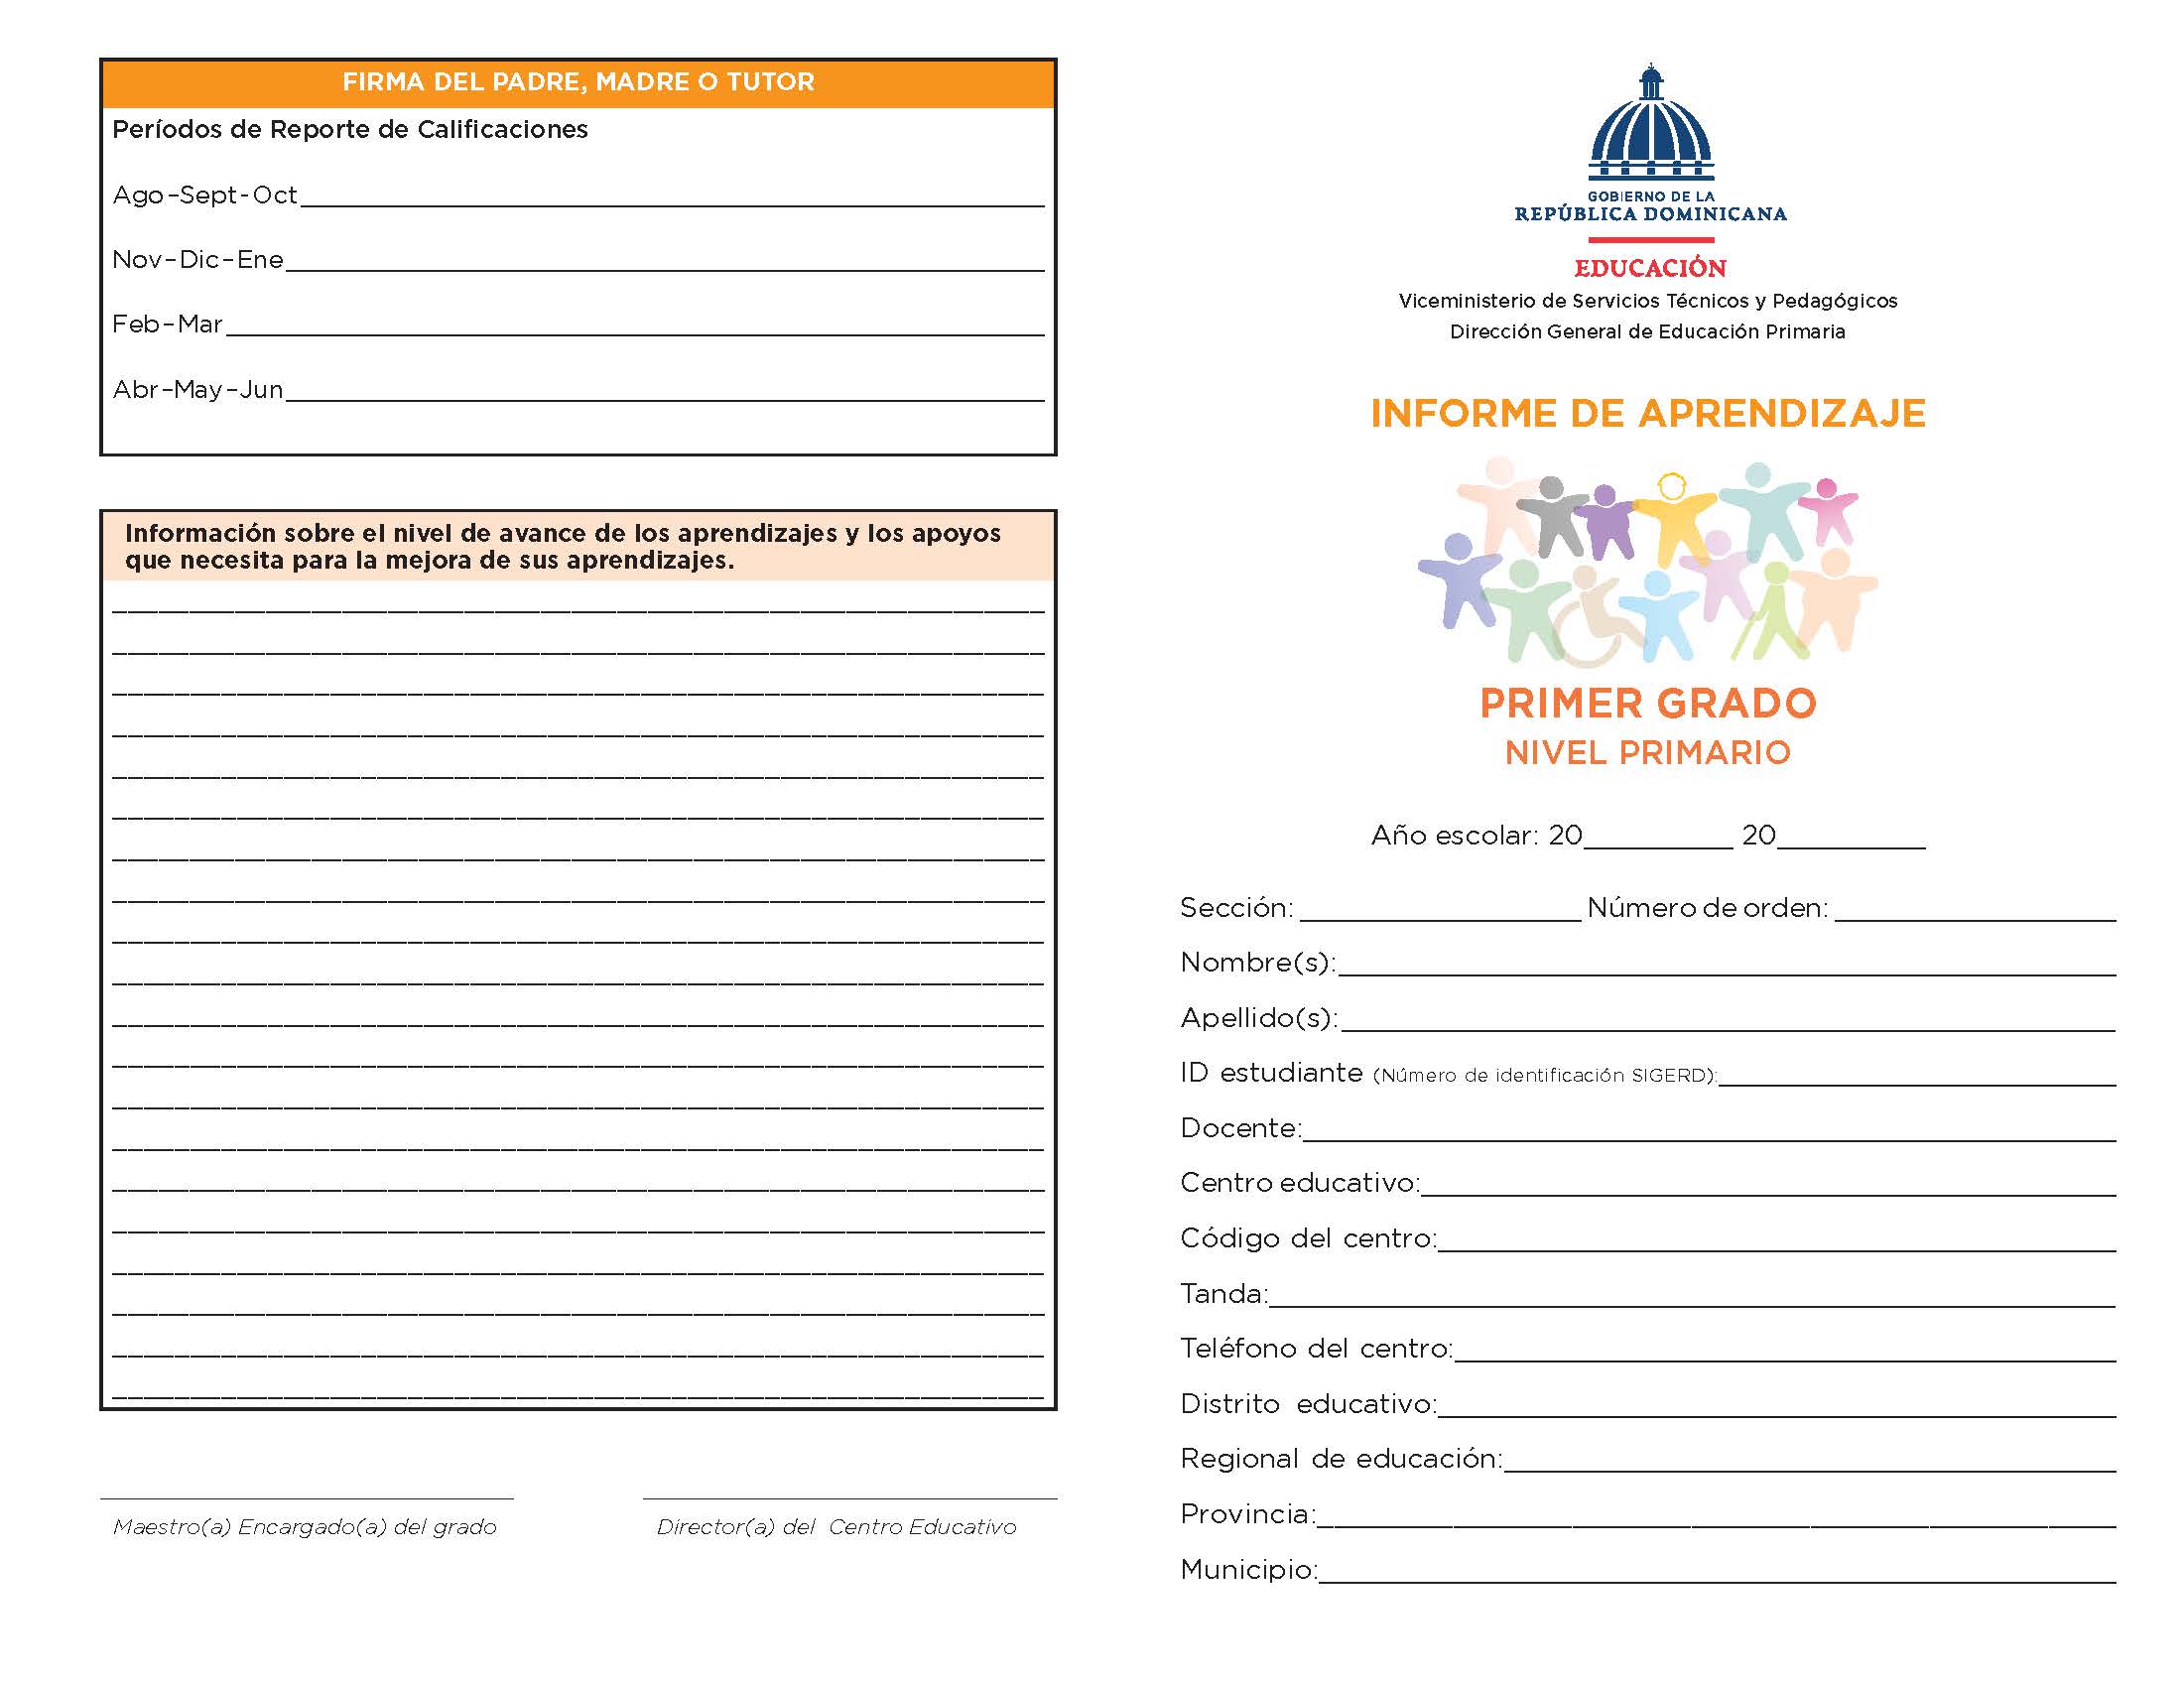 FIRMA DEL PADRE, MADRE O TUTOR
Períodos de Reporte de Calificaciones
Ago–Sept-Oct
Nov–Dic–Ene
Feb–Mar
Abr–May–Jun
Información sobre el nivel de avance de los aprendizajes y los apoyos
que necesita para la mejora de sus aprendizajes.
Maestro(a) Encargado(a) del grado
Director(a) del Centro Educativo
GOBIERNO DE LA
REPÚBLICA DOMINICANA
EDUCACIÓN
Viceministerio de Servicios Técnicos y Pedagógicos
Dirección General de Educación Primaria
INFORME DE APRENDIZAJE
PRIMER GRADO
NIVEL PRIMARIO
Año escolar: 20__________ 20__________
Sección: Número de orden:
Nombre(s):
Apellido(s):
ID estudiante (Número de identificación SIGERD):
Docente:
Centro educativo:
Código del centro:
Tanda:
Teléfono del centro:
Distrito educativo:
Regional de educación:
Provincia:
Municipio: